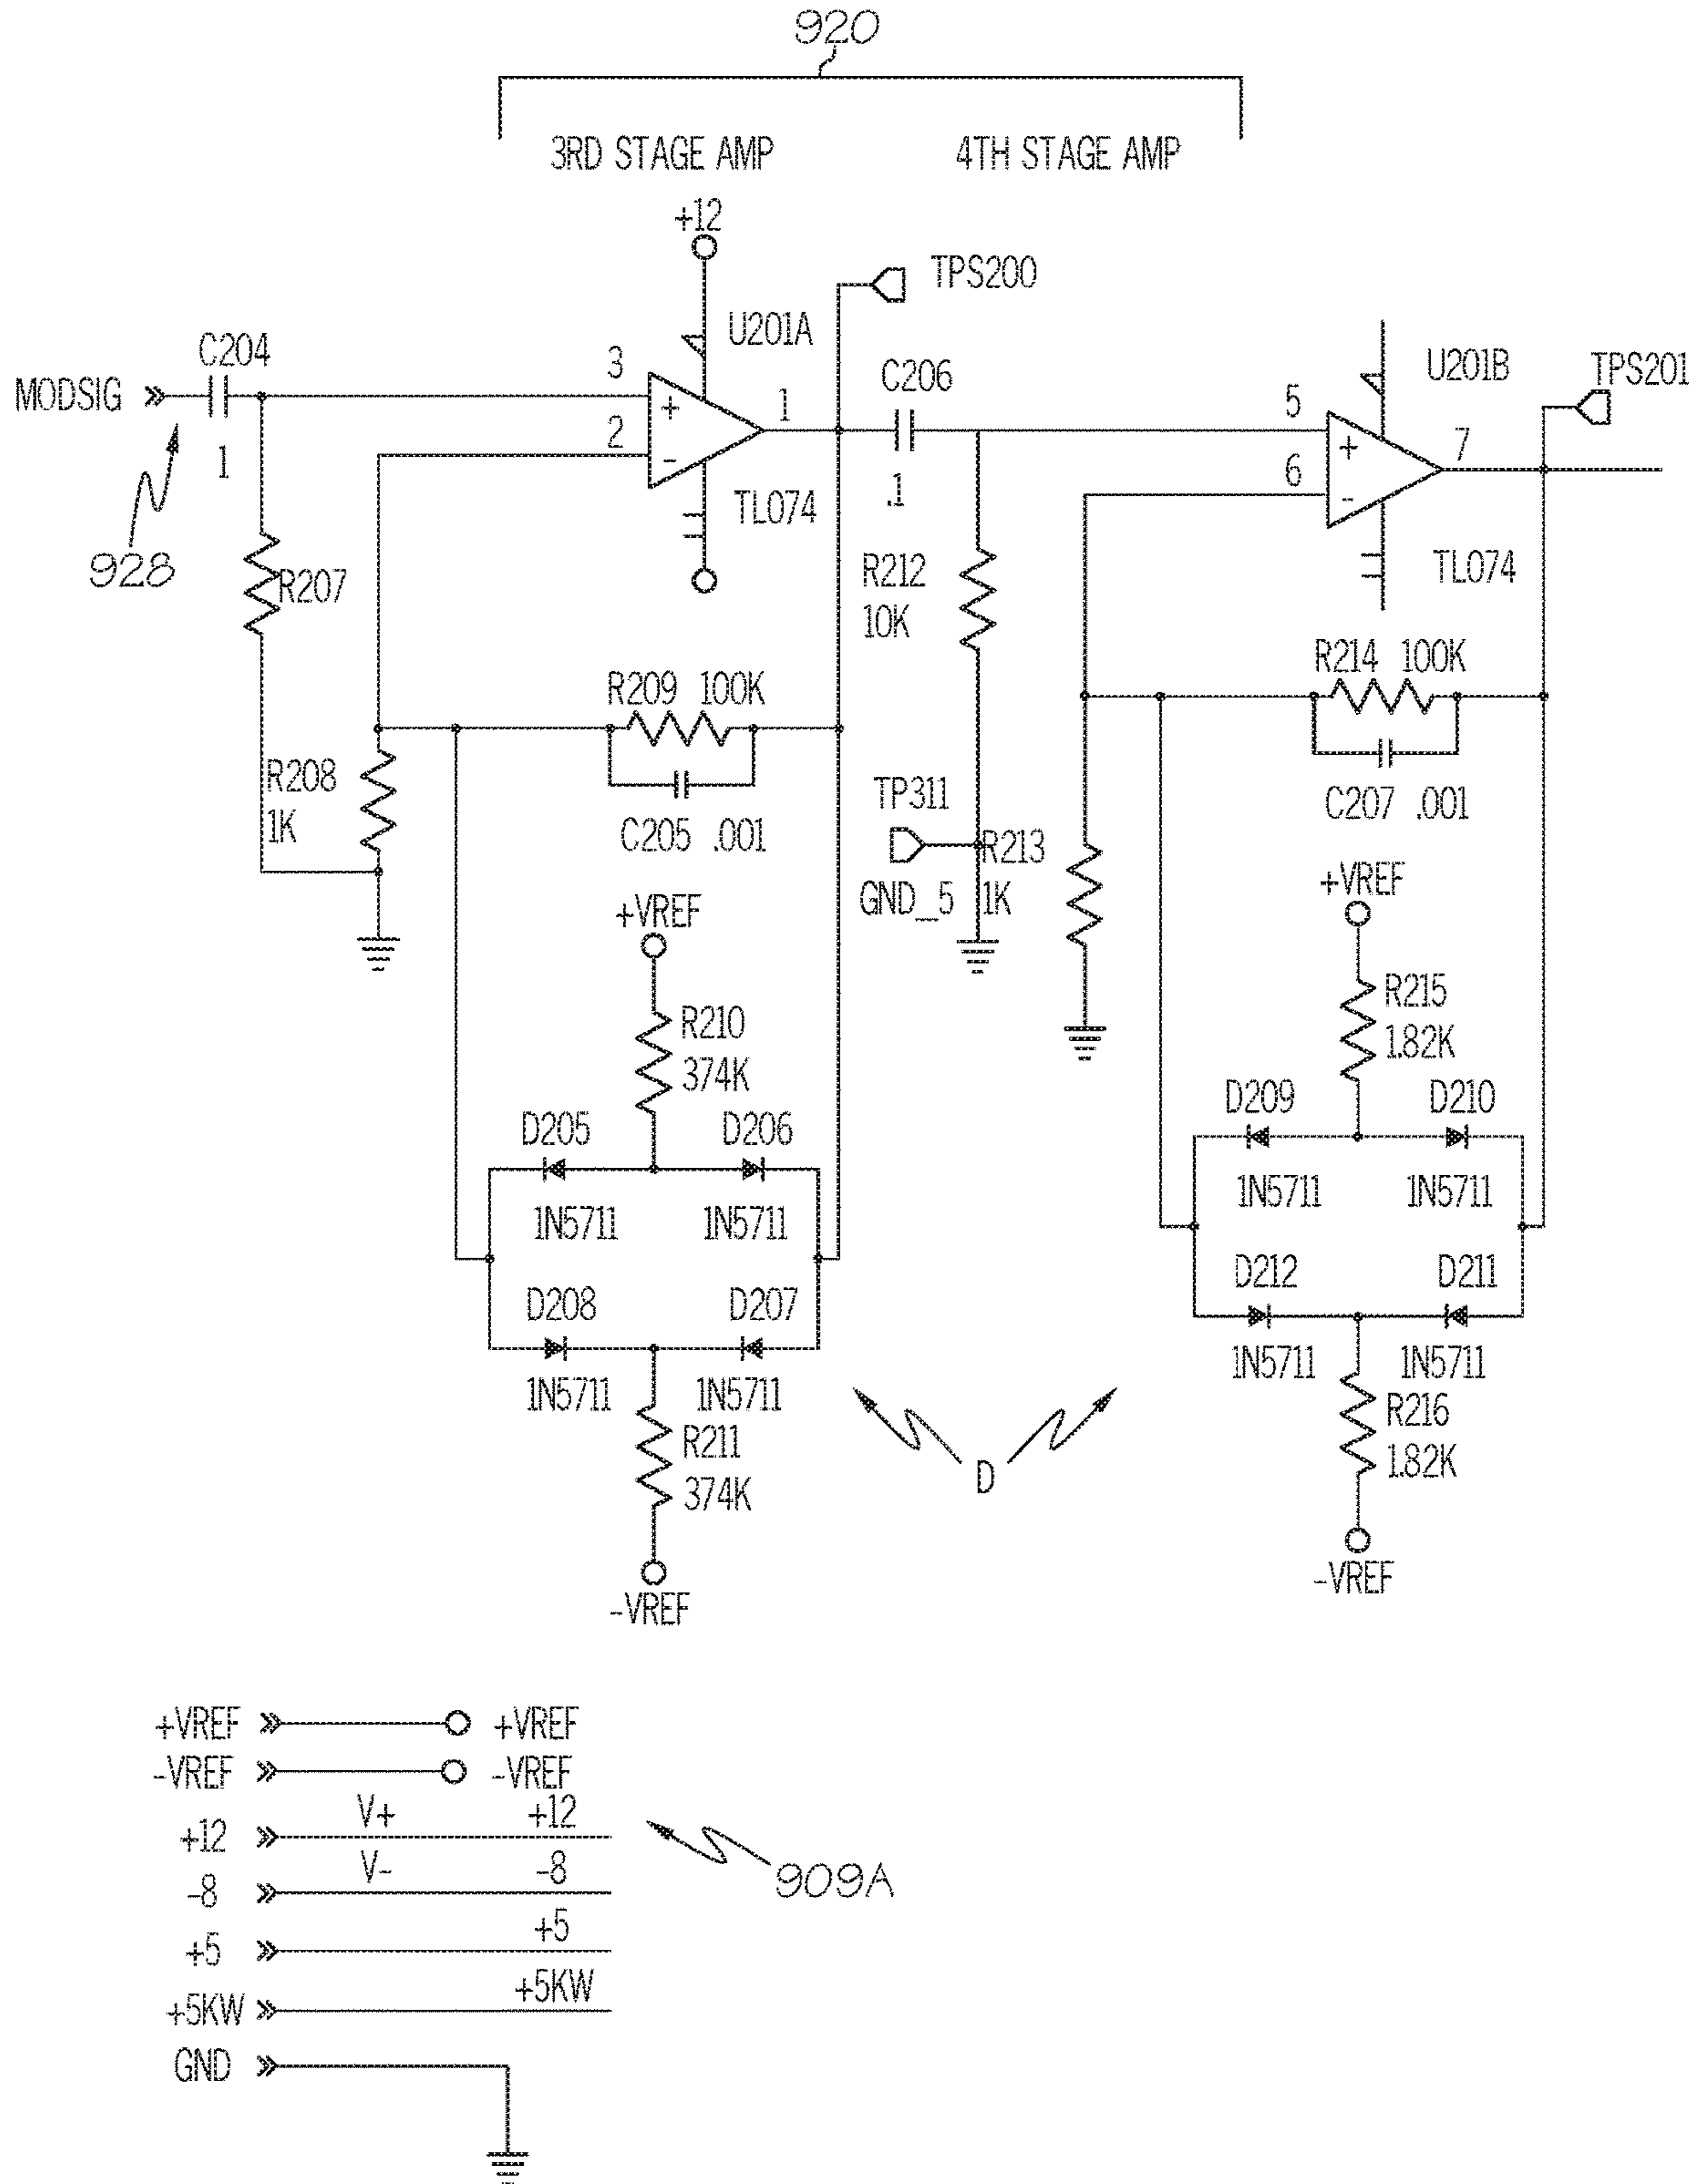 920
3RD STAGE AMP
4TH STAGE AMP
+12
TPS200
U201A
C204
3
MODSIG
+
2
-
1
C206
5
U201B
TPS201
1
TL074
.1
6
+
-
7
928
R207
R212
10K
TL074
R209 100K
R214 100K
R208
1K
C205 .001
TP311
C207 .001
R213
GND_5
1K
+VREF
+VREF
R210
374K
R215
1.82K
D205
D206
D209
D210
1N5711
1N5711
1N5711
1N5711
D208
D207
D212
D211
1N5711
1N5711
1N5711
1N5711
R211
374K
D
R216
1.82K
-VREF
-VREF
+VREF
+VREF
-VREF
-VREF
V+
+12
+12
V-
-8
-8
909A
+5
+5
+5KW
+5KW
GND